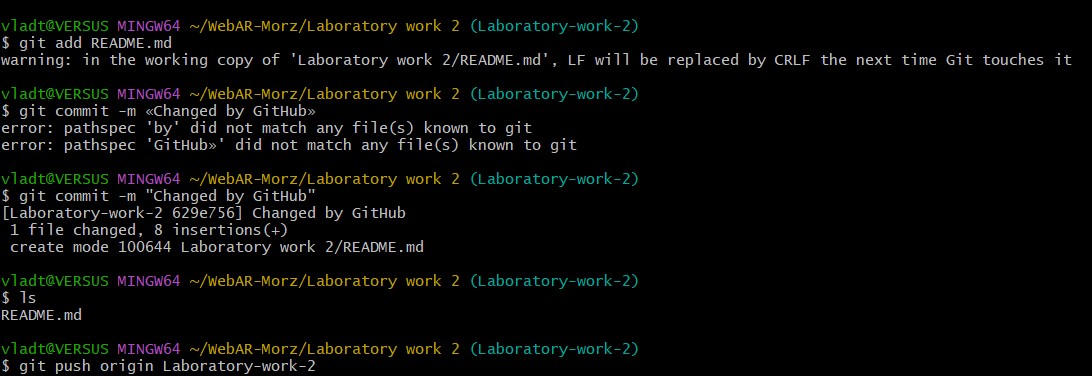 vladt@VERSUS MINGW64 ~/WebAR-Morz/Laboratory work 2 (Laboratory-work-2)
$ git add README.md
warning: in the working copy of 'Laboratory work 2/README.md', LF will be replaced by CRLF the next time Git touches it
vladt@VERSUS MINGW64 ~/WebAR-Morz/Laboratory work 2 (Laboratory-work-2)
$ git commit -m «Changed by GitHub»
error: pathspec 'by' did not match any file(s) known to git
error: pathspec 'GitHub»' did not match any file(s) known to git
vladt@VERSUS MINGW64 ~/WebAR-Morz/Laboratory work 2 (Laboratory-work-2)
$ git commit -m "Changed by GitHub"
[Laboratory-work-2 629e756] Changed by GitHub
1 file changed, 8 insertions(+)
create mode 100644 Laboratory work 2/README.md
vladt@VERSUS MINGW64 ~/WebAR-Morz/Laboratory work 2 (Laboratory-work-2)
$ ls
README.md
vladt@VERSUS MINGW64 ~/WebAR-Morz/Laboratory work 2 (Laboratory-work-2)
$ git push origin Laboratory-work-2